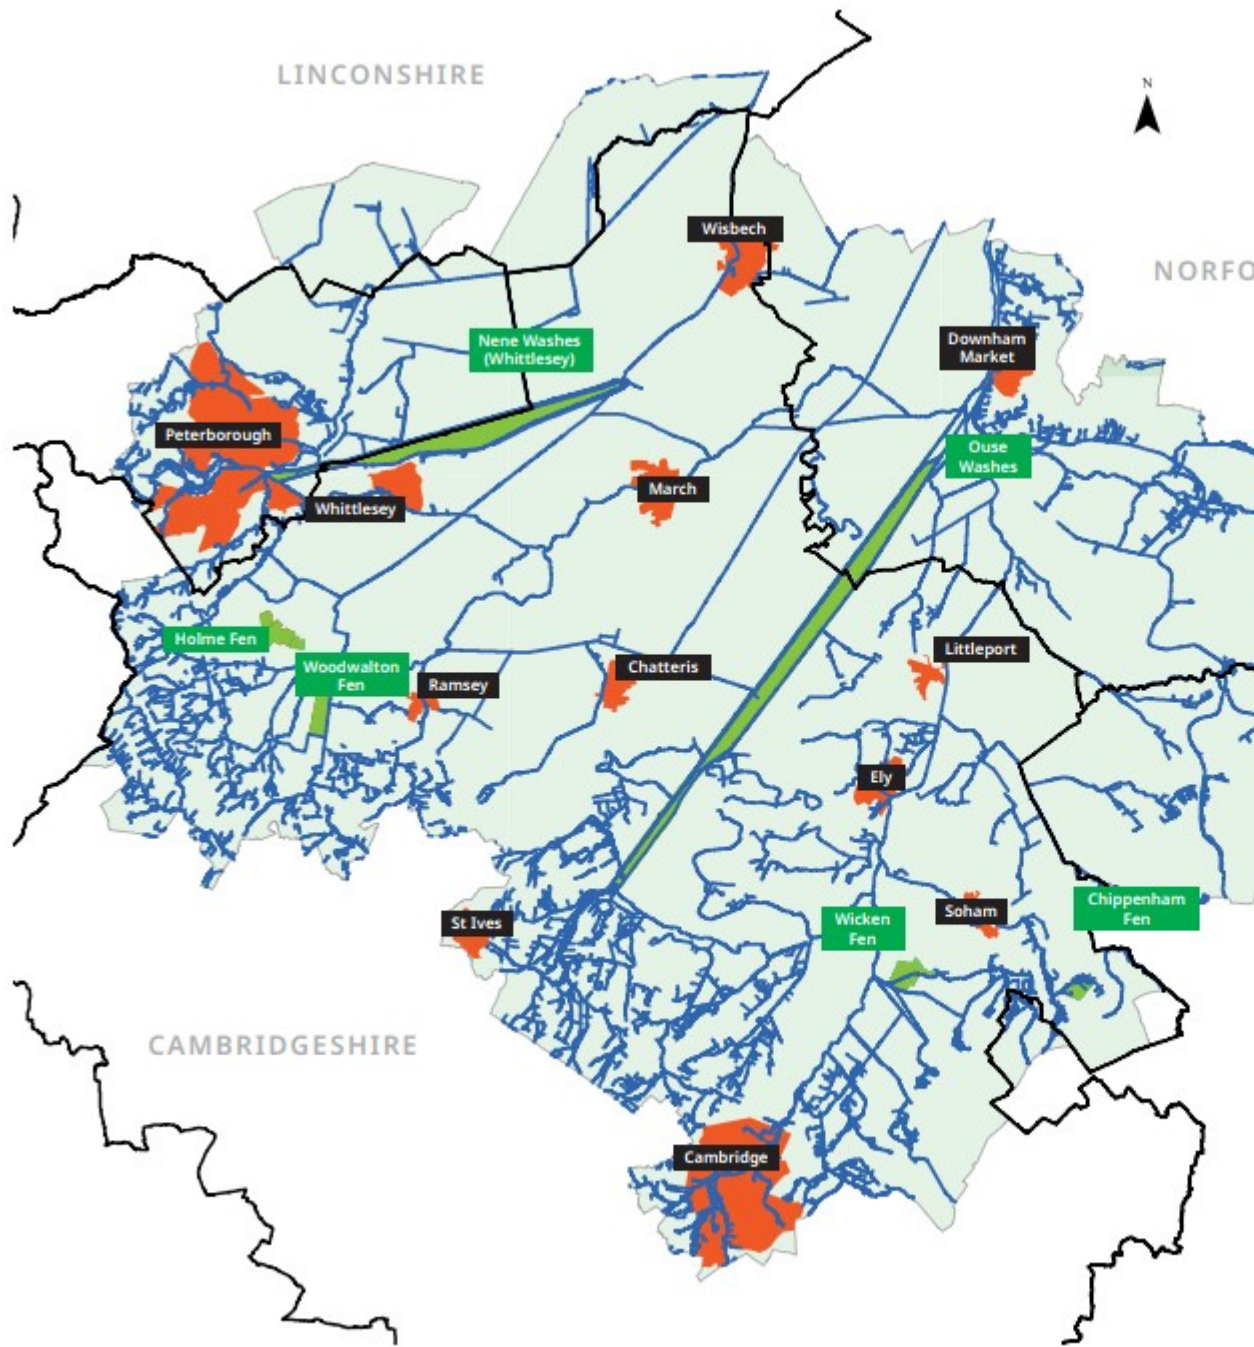 LINCONSHIRE
N
Wisbech
NORFO
Nene Washes
(Whittlesey)
Downham
Market
Peterborough
Ouse
Washes
March
Whittlesey
Holme Fen
Littleport
Woodwalton
Fen
Ramsey
Chatteris
Ely
Chippenham
Fen
St Ives
Wicken
Fen
Soham
CAMBRIDGESHIRE
Cambridge